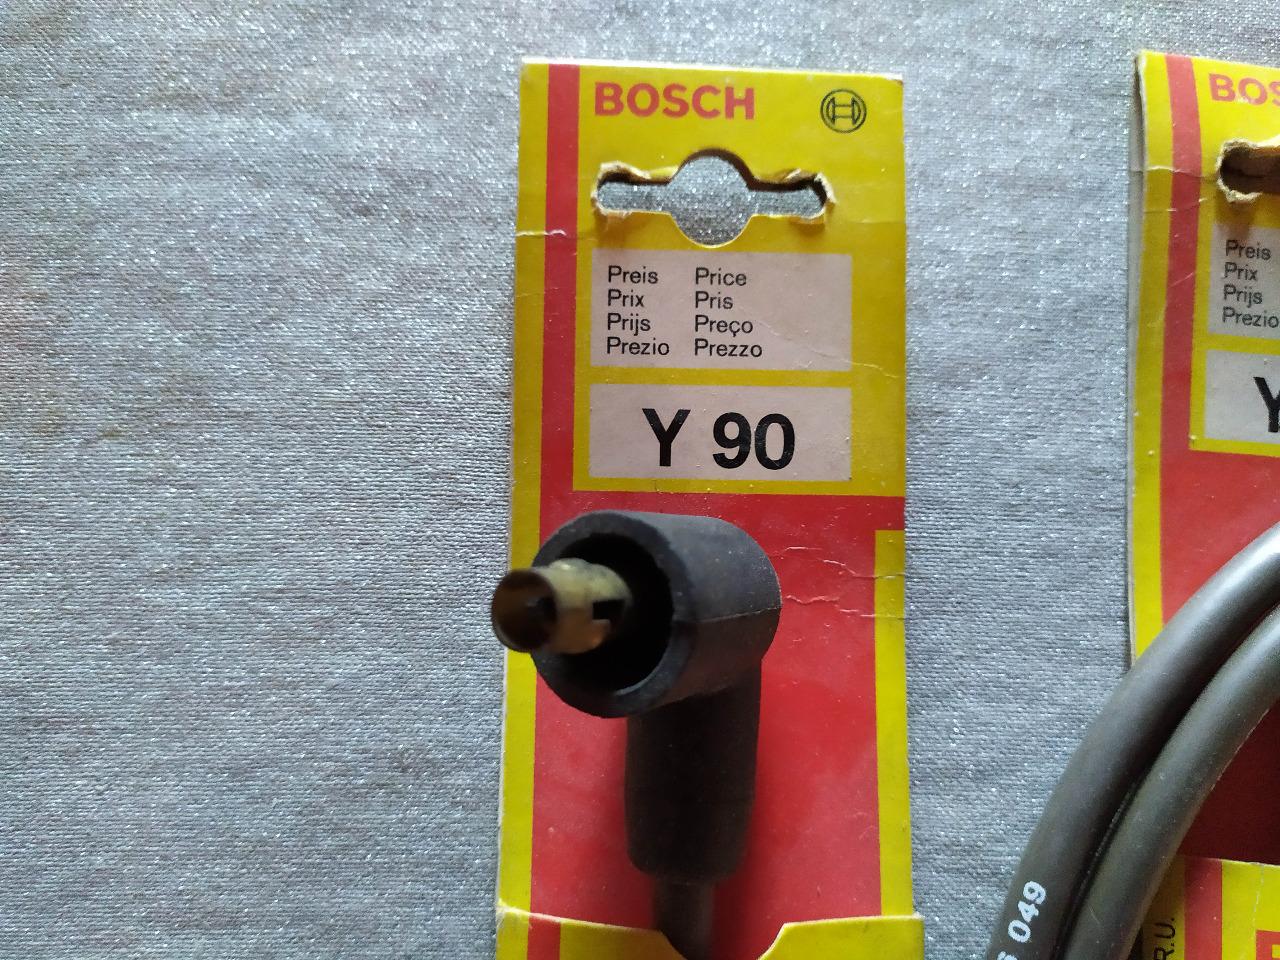 BOSCH
Preis Price
Prix Pris
Prijs Preço
Prezio Prezzo
Y 90
Preis
Prix
Prijs
Prezio
Y
049
R.U.